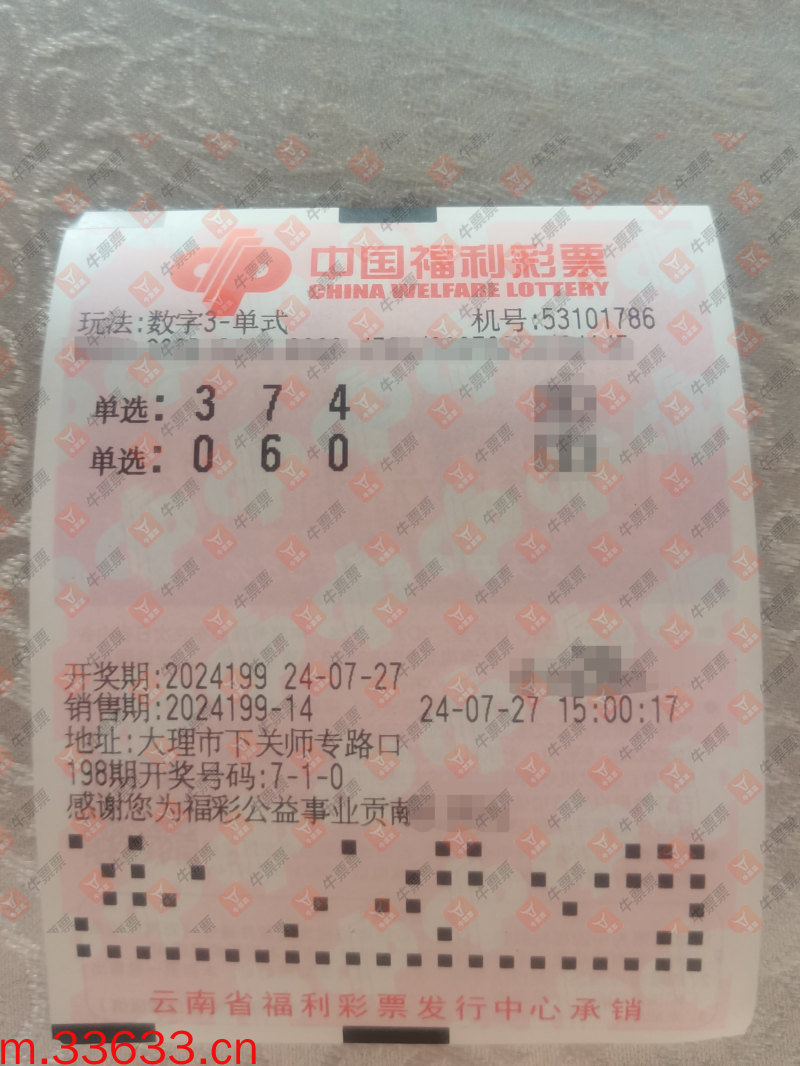 中国福利彩票
CHINA WELFARE LOTTERY
玩法:数字3-单式 机号:53101786
单选: 3 7 4
单选: 0 6 0
开奖期:2024199 24-07-27
销售期:2024199-14 24-07-27 15:00:17
地址:大理市下关师专路口
198期开奖号码:7-1-0
感谢您为福彩公益事业贡南
云南省福利彩票发行中心承销
m.33633.cn
牛票票